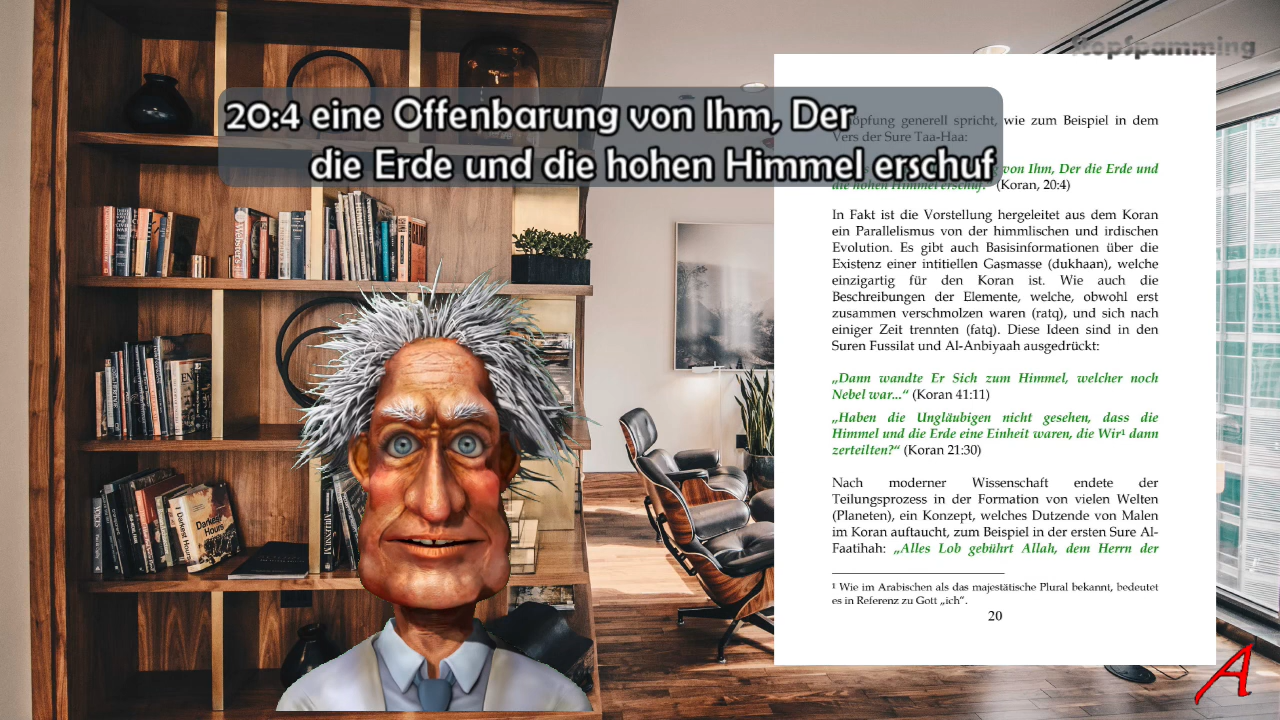 Topfspamming
20:4 eine Offenbarung von Ihm, Der
die Erde und die hohen Himmel erschuf
generell spricht, wie zum Beispiel in dem
Vers der Sure Taa-Haa:
von Ihm, Der die Erde und
die hohen Himmel erschuf." (Koran, 20:4)
In Fakt ist die Vorstellung hergeleitet aus dem Koran
ein Parallelismus von der himmlischen und irdischen
Evolution. Es gibt auch Basisinformationen über die
Existenz einer intitiellen Gasmasse (dukhaan), welche
einzigartig für den Koran ist. Wie auch die
Beschreibungen der Elemente, welche, obwohl erst
zusammen verschmolzen waren (ratq), und sich nach
einiger Zeit trennten (fatq). Diese Ideen sind in den
Suren Fussilat und Al-Anbiyaah ausgedrückt:
„Dann wandte Er Sich zum Himmel, welcher noch
Nebel war...“ (Koran 41:11)
„Haben die Ungläubigen nicht gesehen, dass die
Himmel und die Erde eine Einheit waren, die Wir¹ dann
zerteilten?“ (Koran 21:30)
Nach moderner Wissenschaft endete der
Teilungsprozess in der Formation von vielen Welten
(Planeten), ein Konzept, welches Dutzende von Malen
im Koran auftaucht, zum Beispiel in der ersten Sure Al-
Faatihah: „Alles Lob gebührt Allah, dem Herrn der
¹ Wie im Arabischen als das majestätische Plural bekannt, bedeutet
es in Referenz zu Gott „ich“.
20
Darkest
Hours
A